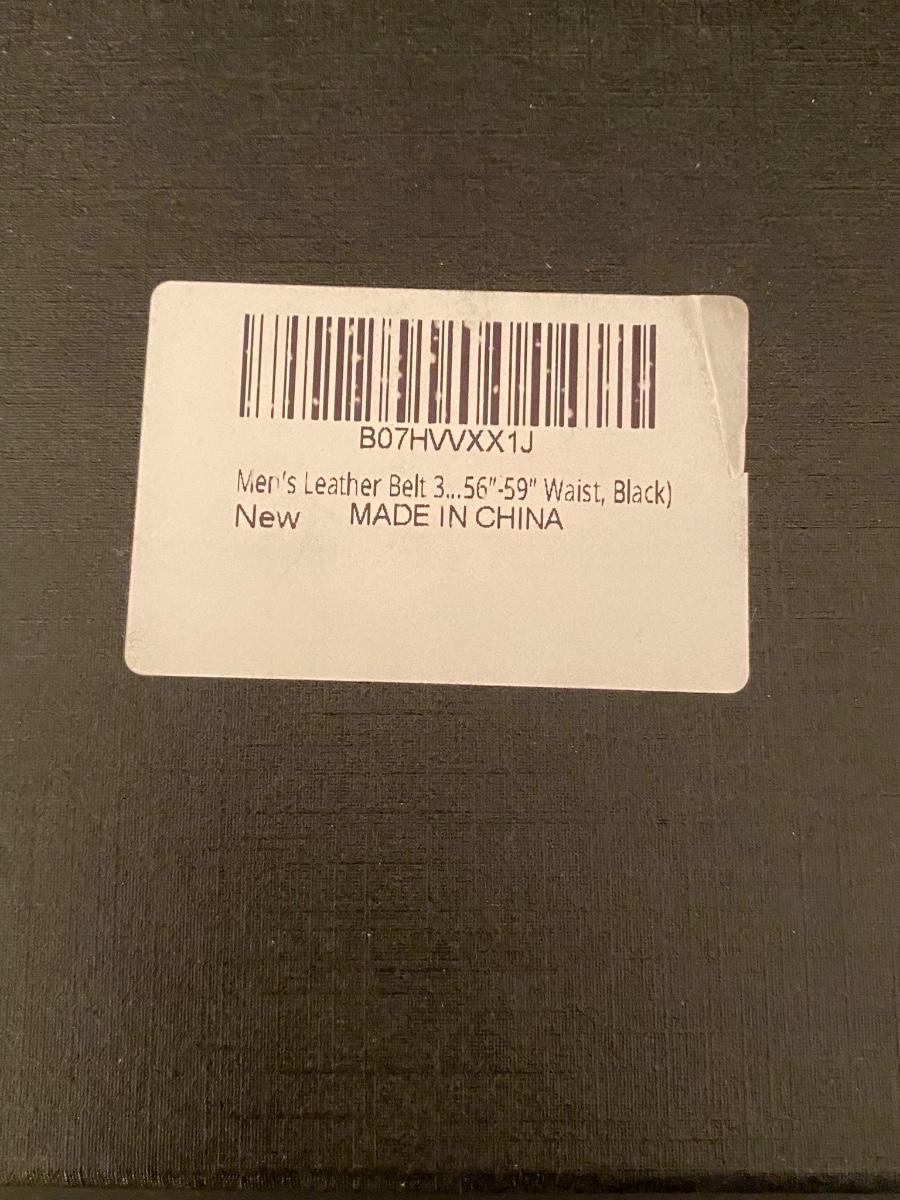 B07HVVXX1J
Men's Leather Belt 3...56"-59" Waist, Black)
New MADE IN CHINA